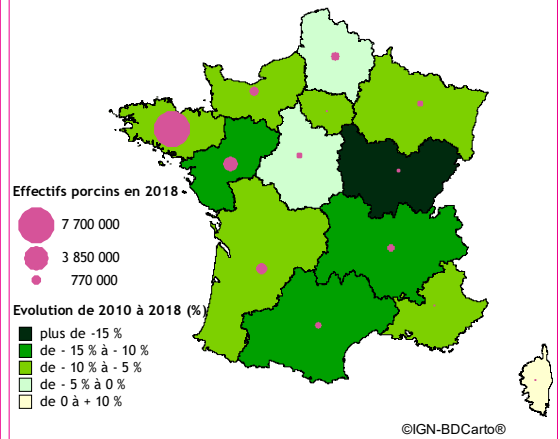 Effectifs porcins en 2018
7 700 000
3 850 000
770 000
Evolution de 2010 à 2018 (%)
plus de -15 %
de - 15 % à - 10 %
de - 10 % à - 5 %
de - 5 % à 0 %
de 0 à + 10 %
©IGN-BDCarto®